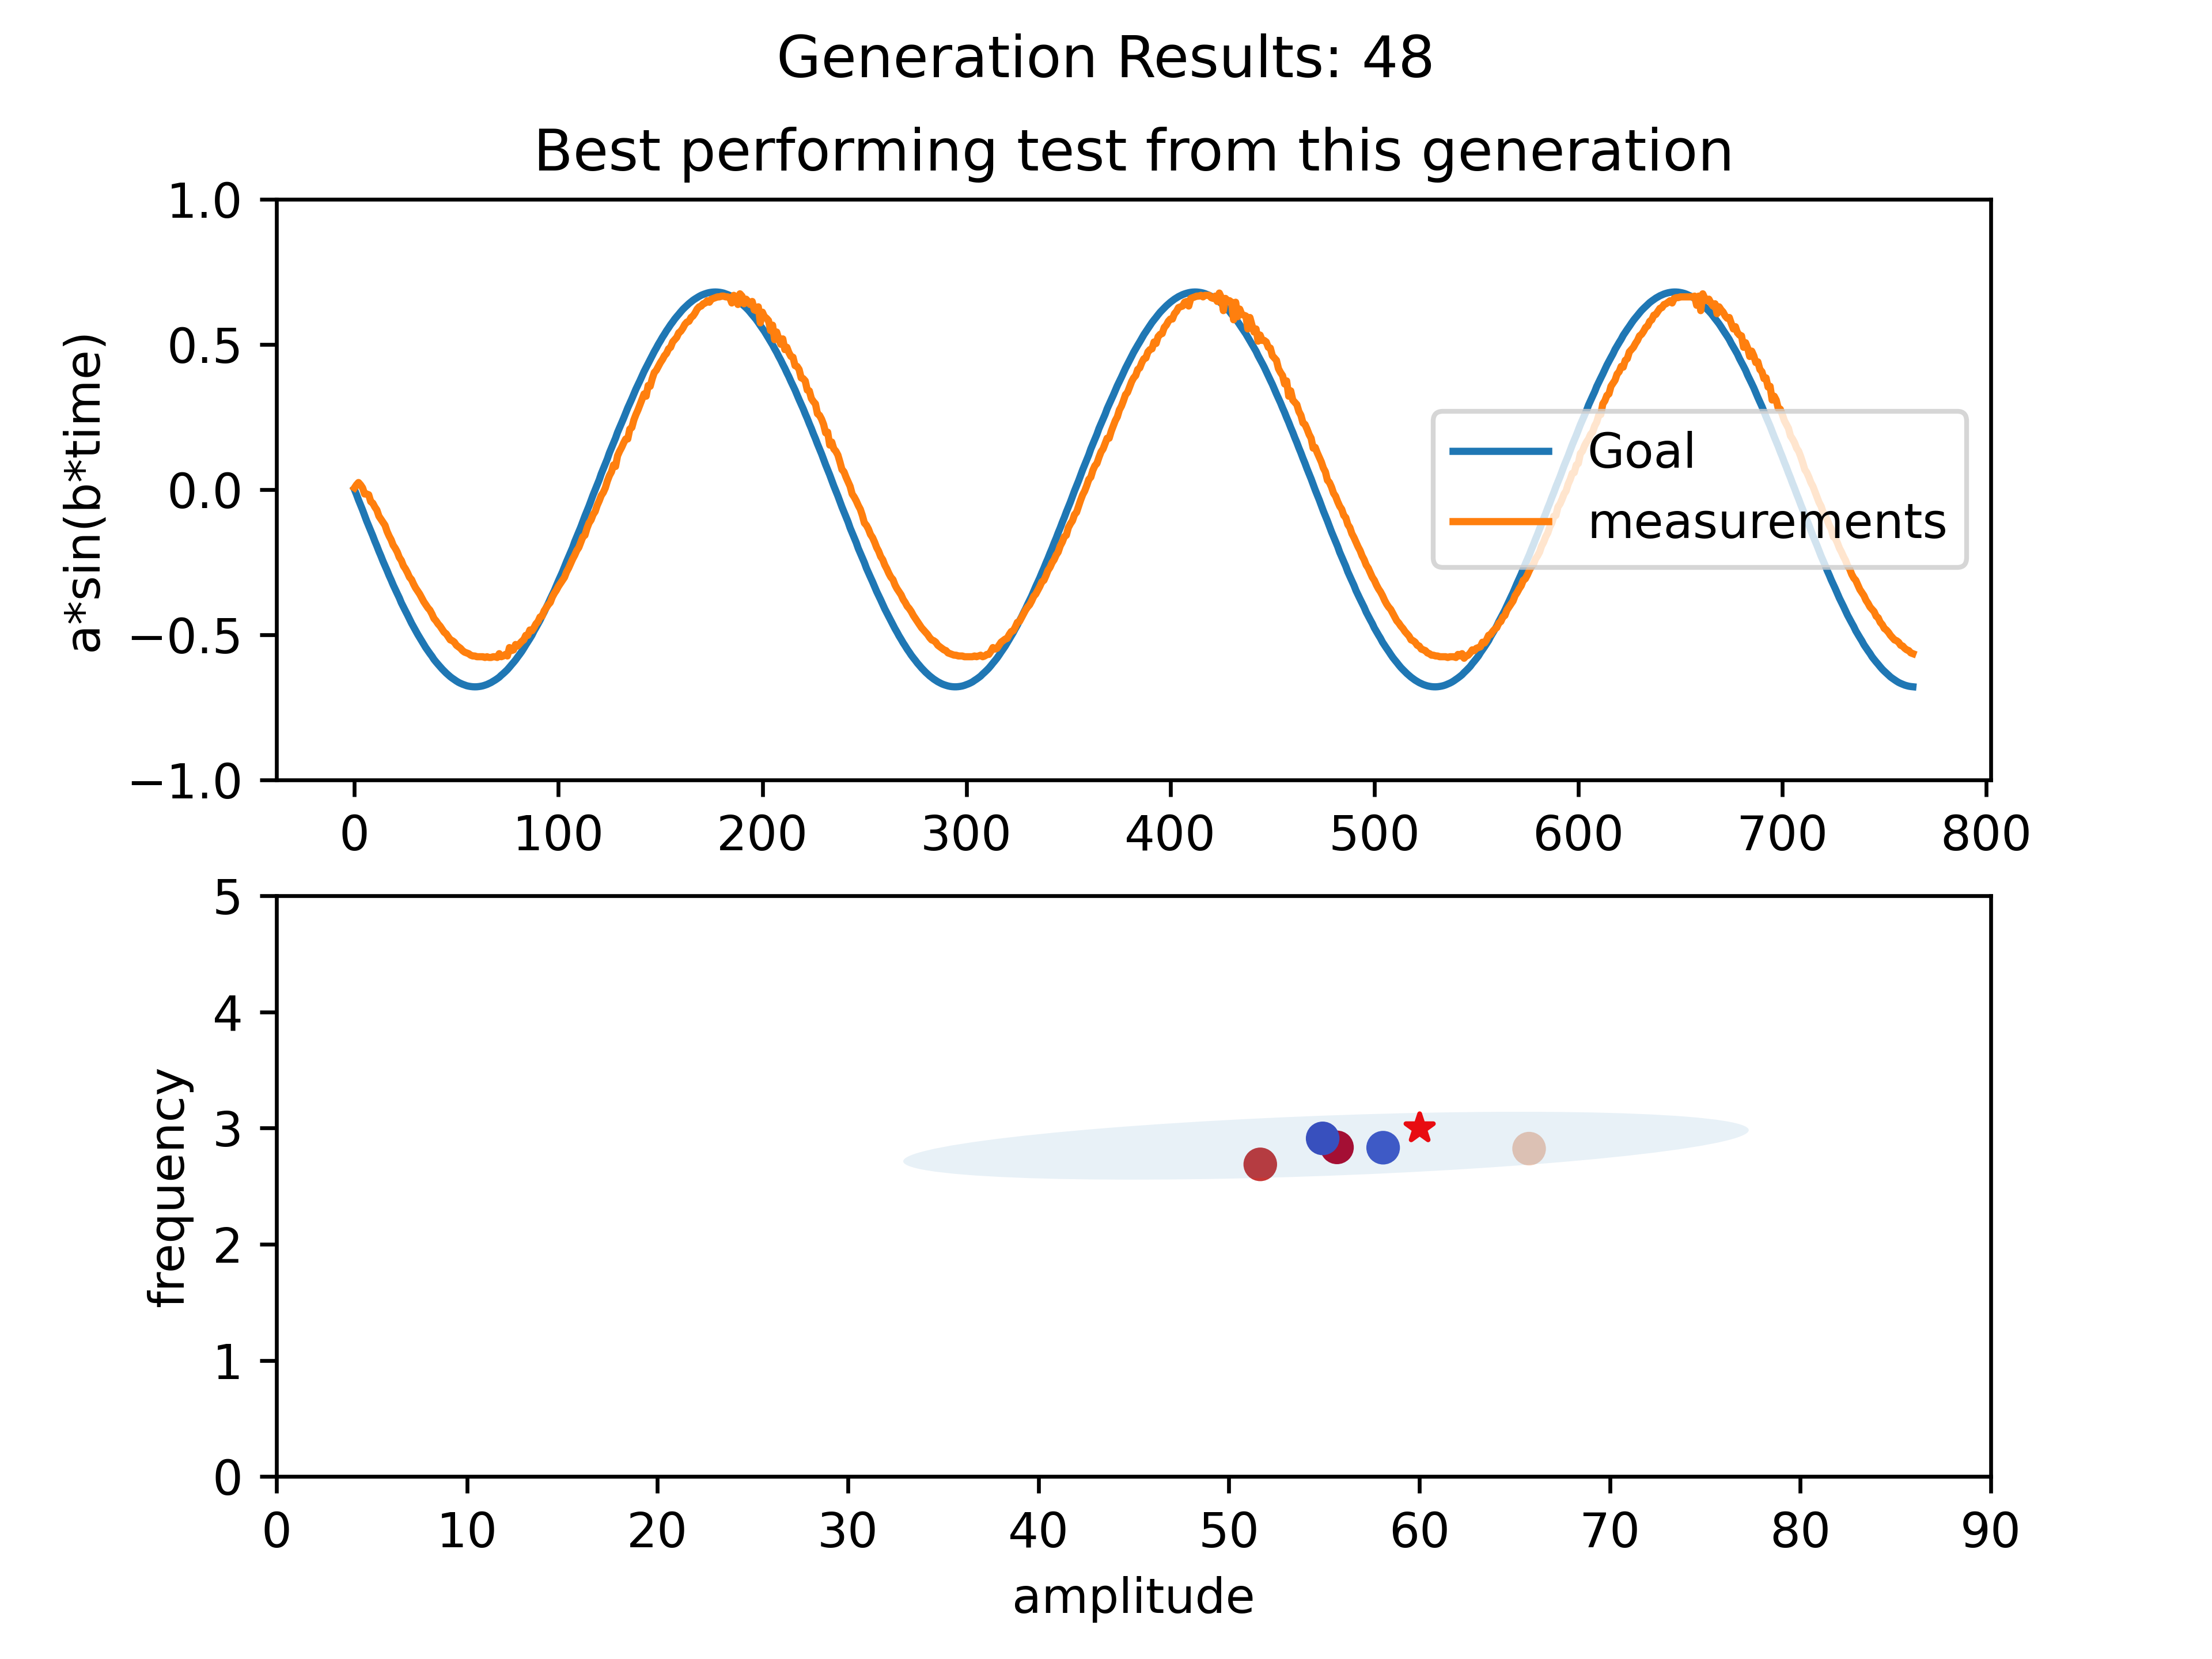 Generation Results: 48
Best performing test from this generation
a*sin(b*time)
1.0
0.5
0.0
−0.5
−1.0
Goal
measurements
0 100 200 300 400 500 600 700 800
frequency
5
4
3
2
1
0
0 10 20 30 40 50 60 70 80 90
amplitude